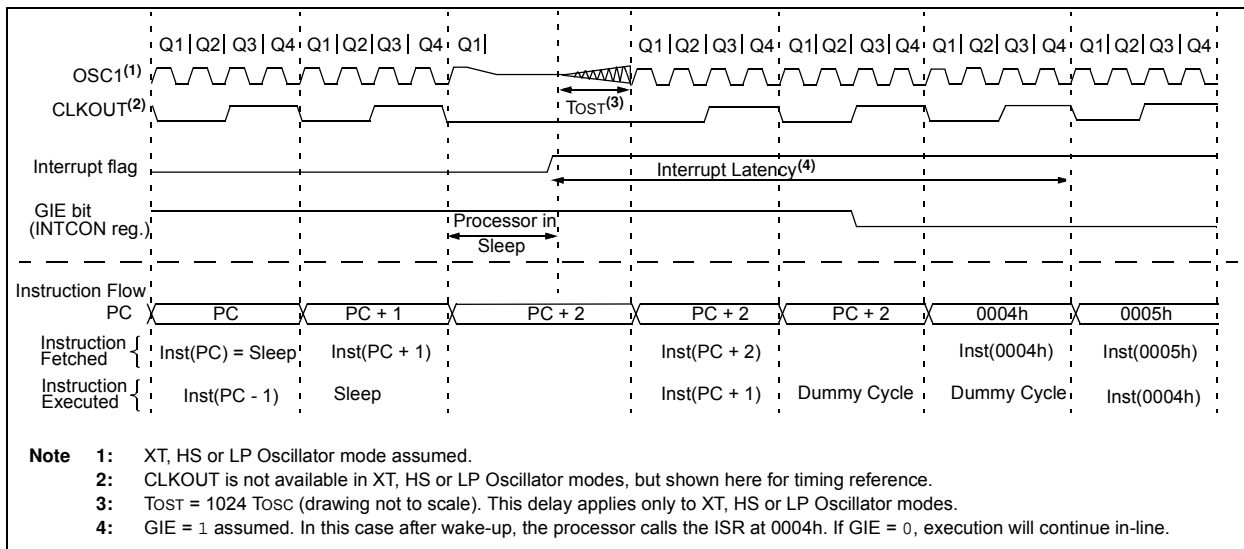 Q1 Q2 Q3 Q4 Q1 Q2 Q3 Q4 Q1 Q1 Q2 Q3 Q4 Q1 Q2 Q3 Q4 Q1 Q2 Q3 Q4 Q1 Q2 Q3 Q4
OSC1(1)
TOST(3)
CLKOUT(2)
Interrupt flag
Interrupt Latency(4)
GIE bit
(INTCON reg.)
Processor in
Sleep
Instruction Flow
PC PC PC + 1 PC + 2 PC + 2 PC + 2 0004h 0005h
Instruction
Fetched { Inst(PC) = Sleep Inst(PC + 1) Inst(PC + 2) Inst(0004h) Inst(0005h)
Instruction
Executed { Inst(PC - 1) Sleep Inst(PC + 1) Dummy Cycle Dummy Cycle Inst(0004h)
Note 1: XT, HS or LP Oscillator mode assumed.
2: CLKOUT is not available in XT, HS or LP Oscillator modes, but shown here for timing reference.
3: TOST = 1024 TOSC (drawing not to scale). This delay applies only to XT, HS or LP Oscillator modes.
4: GIE = 1 assumed. In this case after wake-up, the processor calls the ISR at 0004h. If GIE = 0, execution will continue in-line.